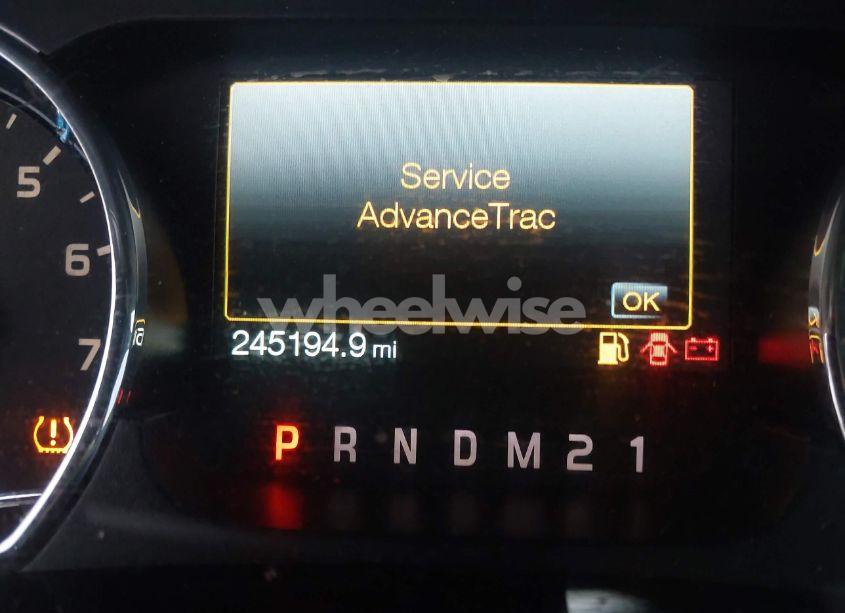 Service
AdvanceTrac
OK
wheelwise
245194.9 mi
5
6
7
P R N D M 2 1